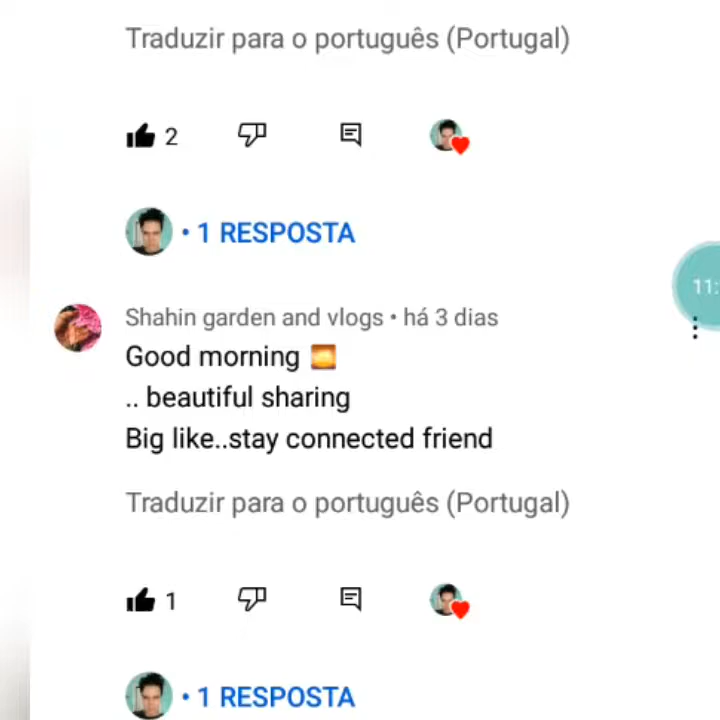 Traduzir para o português (Portugal)
2
• 1 RESPOSTA
11:
Shahin garden and vlogs • há 3 dias
Good morning 🌅
.. beautiful sharing
Big like..stay connected friend
Traduzir para o português (Portugal)
1
• 1 RESPOSTA